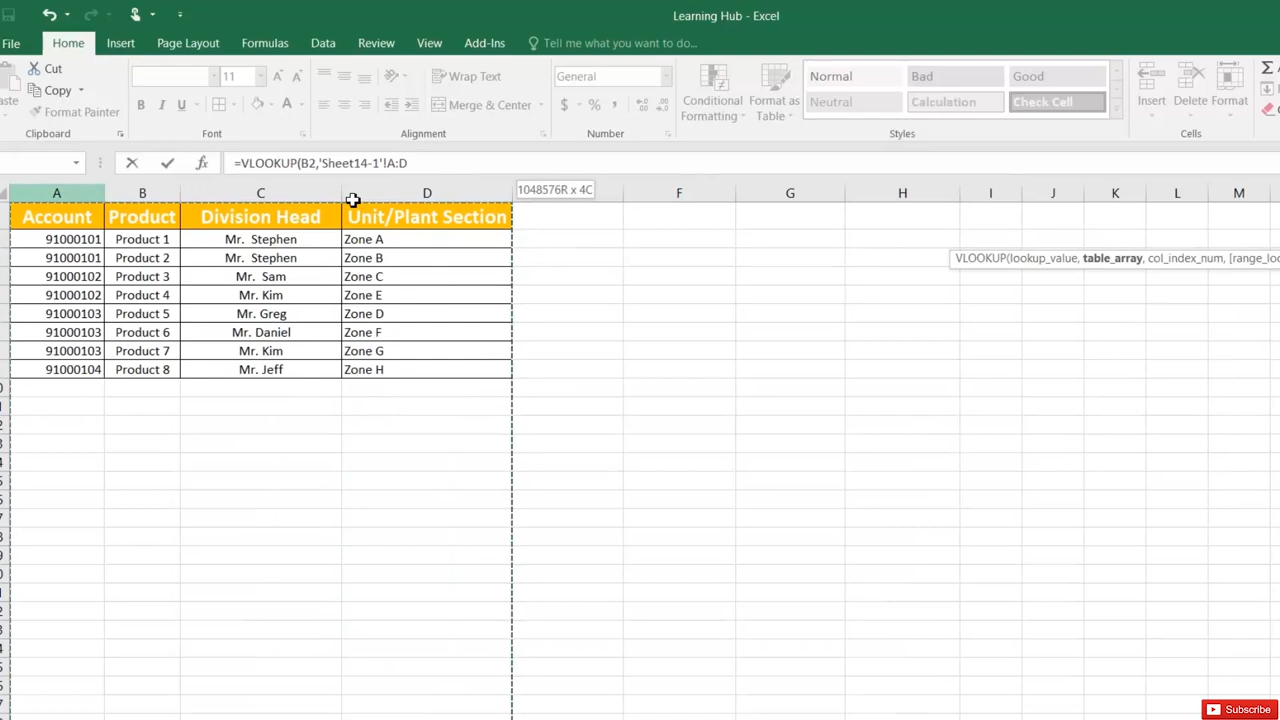 Learning Hub - Excel
File Home Insert Page Layout Formulas Data Review View Add-Ins Tell me what you want to do...
Cut
Copy
Format Painter
Clipboard
11
Font
Wrap Text
Merge & Center
Alignment
General
Number
Conditional Formatting
Format as Table
Normal Bad Good
Neutral Calculation Check Cell
Styles
Insert Delete Format
Cells
=VLOOKUP(B2,'Sheet14-1'!A:D
A B C D F G H I J K L M
1048576R x 4C
Account Product Division Head Unit/Plant Section
91000101 Product 1 Mr. Stephen Zone A
91000101 Product 2 Mr. Stephen Zone B
VLOOKUP(lookup_value, table_array, col_index_num, [range_loo
91000102 Product 3 Mr. Sam Zone C
91000102 Product 4 Mr. Kim Zone E
91000103 Product 5 Mr. Greg Zone D
91000103 Product 6 Mr. Daniel Zone F
91000103 Product 7 Mr. Kim Zone G
91000104 Product 8 Mr. Jeff Zone H
Subscribe